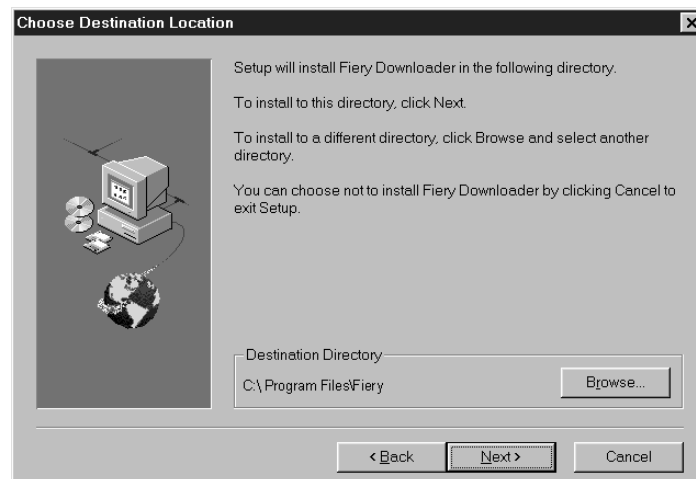 Choose Destination Location
Setup will install Fiery Downloader in the following directory.
To install to this directory, click Next.
To install to a different directory, click Browse and select another
directory.
You can choose not to install Fiery Downloader by clicking Cancel to
exit Setup.
Destination Directory
C:\Program Files\Fiery
Browse...
< Back
Next >
Cancel